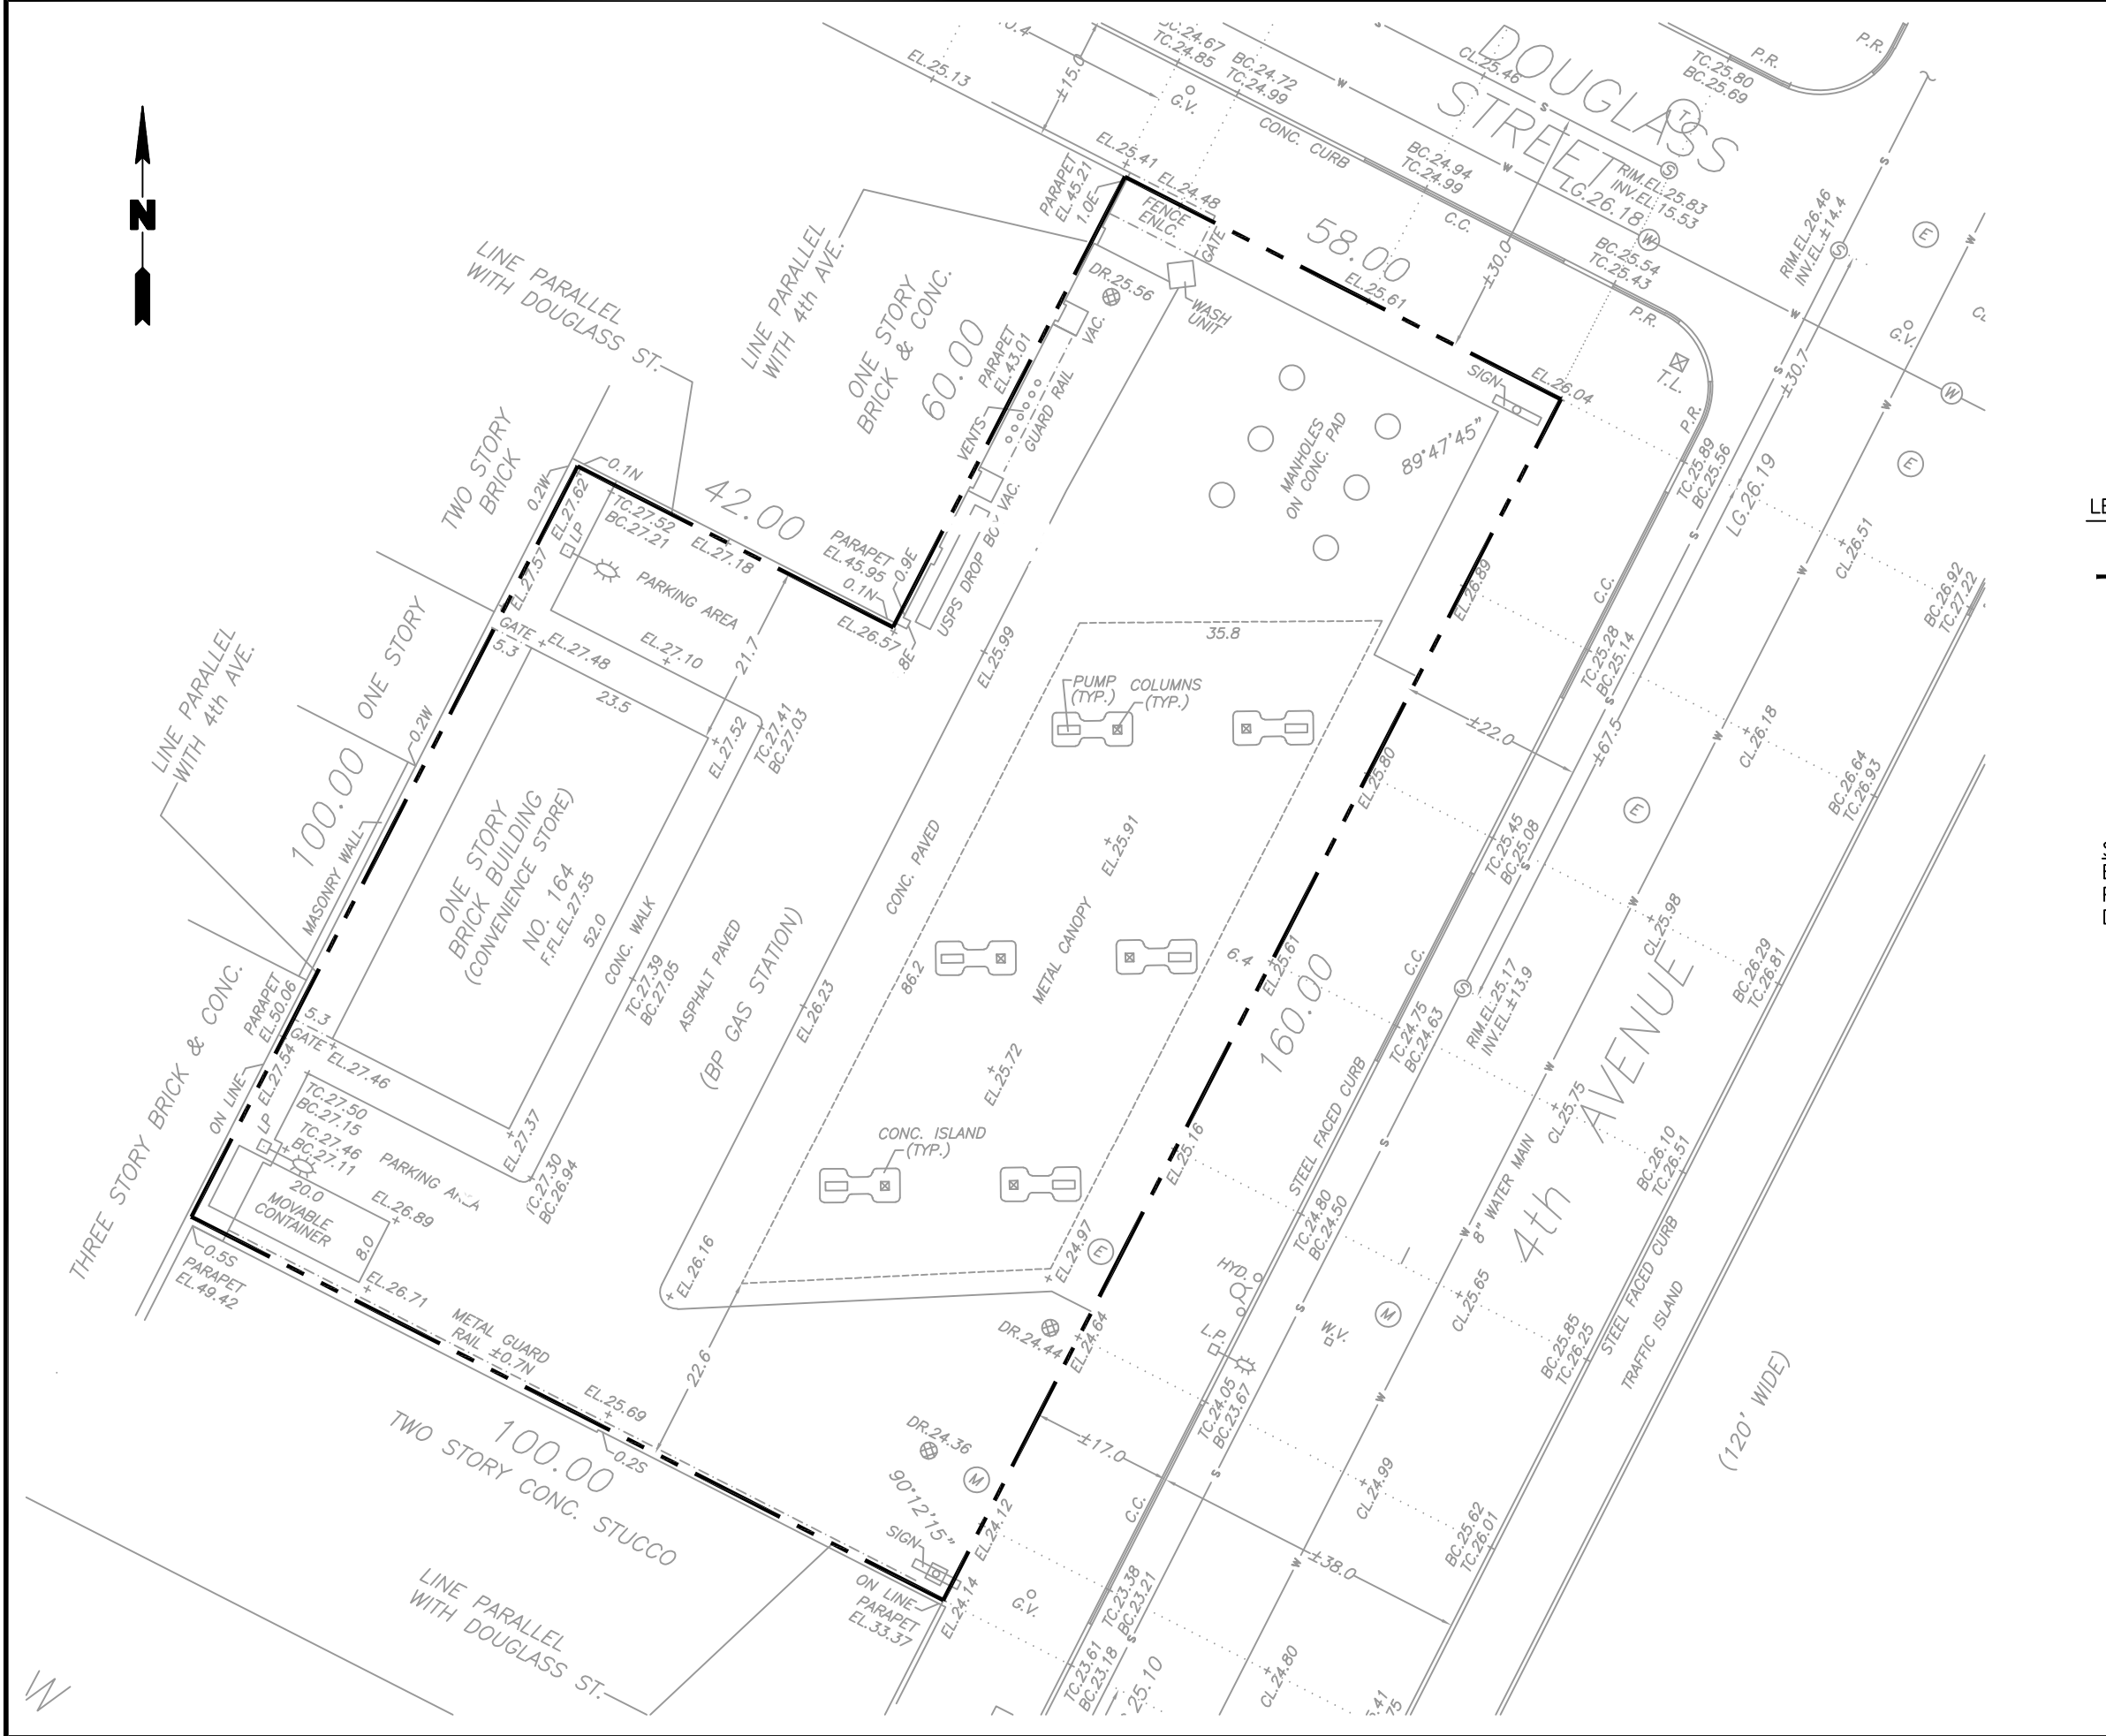 EL.25.13
±15.0
TC.24.85
BC.24.72
TC.24.99
G.V.
CONC. CURB
CL.25.46
DOUGLASS
STREET
T
TC.25.80
BC.25.69
P.R.
P.R.
N
EL.25.41
EL.24.48
PARAPET
EL.45.21
1.0E
FENCE
ENLC.
GATE
BC.24.94
TC.24.99
C.C.
RIM.EL.25.83
INV.EL.15.53
LG.26.18
S
W
58.00
EL.25.61
±30.0
BC.25.54
TC.25.43
P.R.
RIM.EL.26.46
INV.EL.±14.4
S
E
G.V.
W
T.L.
P.R.
±30.7
LINE PARALLEL
WITH DOUGLASS ST.
LINE PARALLEL
WITH 4th AVE.
ONE STORY
BRICK & CONC.
60.00
DR.25.56
WASH
UNIT
VAC.
PARAPET
EL.43.01
VENTS
GUARD RAIL
SIGN
EL.26.04
MANHOLES
ON CONC. PAD
89°47'45"
TWO STORY
BRICK
0.2W
0.1N
EL.27.62
LP
TC.27.52
BC.27.21
EL.27.18
42.00
PARAPET
EL.45.95
0.1N
0.9E
VAC.
USPS DROP BC
EL.26.57
8E
TC.25.89
BC.25.56
LG.26.19
E
CL.26.51
BC.26.92
TC.27.22
EL.27.57
PARKING AREA
GATE
5.3
EL.27.48
EL.27.10
21.7
23.5
EL.25.99
35.8
EL.26.89
C.C.
TC.25.28
BC.25.14
LINE PARALLEL
WITH 4th AVE.
ONE STORY
0.2W
100.00
MASONRY WALL
EL.27.52
TC.27.41
BC.27.03
PUMP
(TYP.)
COLUMNS
(TYP.)
±22.0
±67.5
CL.26.18
EL.25.80
E
BC.26.64
TC.26.93
ONE STORY
BRICK BUILDING
(CONVENIENCE STORE)
NO. 164
F.FL.EL.27.55
52.0
CONC. WALK
TC.27.39
BC.27.05
ASPHALT PAVED
(BP GAS STATION)
CONC. PAVED
86.2
EL.26.23
METAL CANOPY
EL.25.91
6.4
EL.25.61
160.00
TC.25.45
BC.25.08
CL.25.98
BC.26.29
TC.26.81
C.C.
S
RIM.EL.25.17
INV.EL.±13.9
TC.24.75
BC.24.63
THREE STORY BRICK & CONC.
PARAPET
EL.50.06
5.3
GATE
EL.27.46
EL.27.54
ON LINE
LP
TC.27.50
BC.27.15
TC.27.46
BC.27.11
PARKING AREA
EL.27.37
TC.27.30
BC.26.94
EL.25.72
CONC. ISLAND
(TYP.)
EL.25.16
STEEL FACED CURB
4th AVENUE
CL.25.75
8" WATER MAIN
BC.26.10
TC.26.51
20.0
MOVABLE
CONTAINER
8.0
EL.26.89
0.5S
PARAPET
EL.49.42
EL.26.71
METAL GUARD
RAIL ±0.7N
EL.26.16
EL.24.97
E
HYD.
TC.24.80
BC.24.50
CL.25.65
M
W.V.
STEEL FACED CURB
TRAFFIC ISLAND
BC.25.85
TC.26.25
DR.24.44
EL.24.64
L.P.
22.6
EL.25.69
100.00
0.2S
TWO STORY CONC. STUCCO
DR.24.36
M
90°12'15"
SIGN
±17.0
TC.24.05
BC.23.67
CL.24.99
(120' WIDE)
EL.24.12
C.C.
±38.0
BC.25.62
TC.26.01
LINE PARALLEL
WITH DOUGLASS ST.
ON LINE
PARAPET
EL.33.37
EL.24.14
G.V.
TC.23.38
BC.23.21
TC.23.61
BC.23.18
25.10
CL.24.80
W